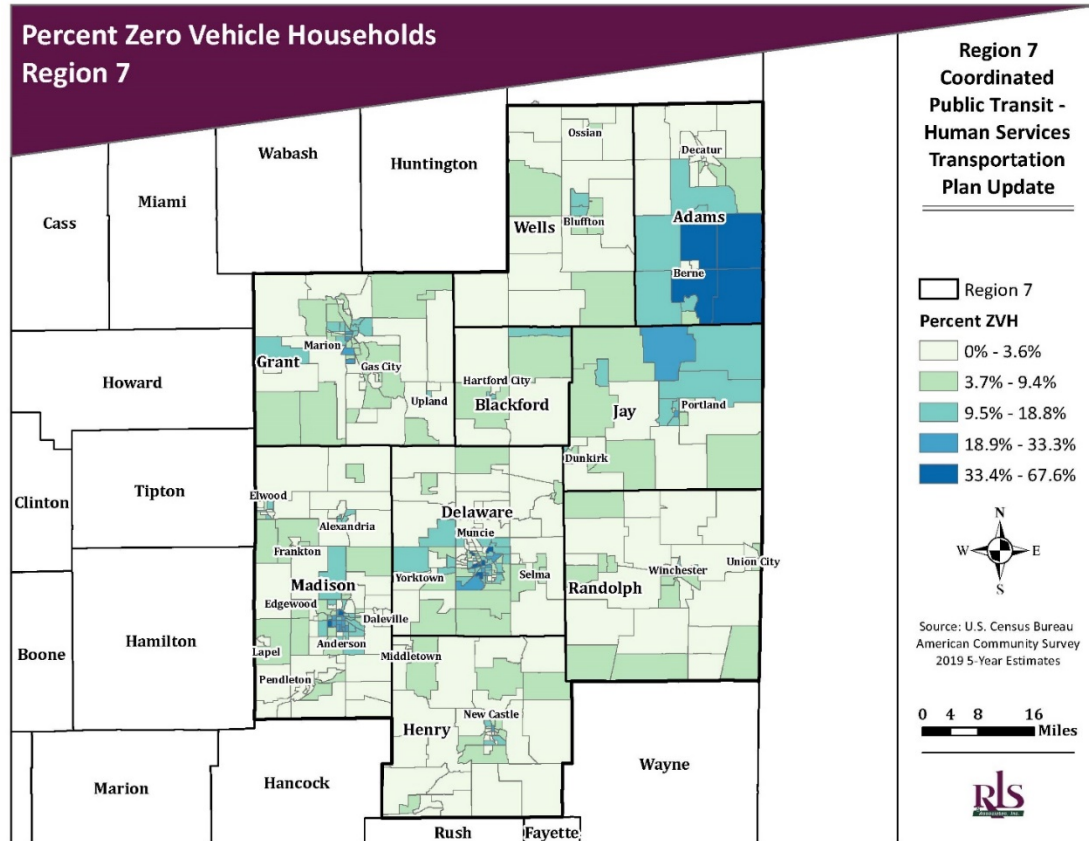 Percent Zero Vehicle Households
Region 7
Region 7
Coordinated
Public Transit -
Human Services
Transportation
Plan Update
Region 7
Percent ZVH
0% - 3.6%
3.7% - 9.4%
9.5% - 18.8%
18.9% - 33.3%
33.4% - 67.6%
N
W
E
S
Source: U.S. Census Bureau
American Community Survey
2019 5-Year Estimates
0 4 8 16
Miles
RLS
& Associates, Inc.
Wabash
Huntington
Miami
Cass
Ossian
Decatur
Wells
Bluffton
Adams
Berne
Howard
Grant
Marion
Gas City
Upland
Hartford City
Blackford
Jay
Portland
Dunkirk
Clinton
Tipton
Elwood
Alexandria
Frankton
Madison
Edgewood
Daleville
Anderson
Lapel
Pendleton
Delaware
Muncie
Yorktown
Selma
Randolph
Winchester
Union City
Boone
Hamilton
Middletown
Henry
New Castle
Marion
Hancock
Wayne
Rush
Fayette